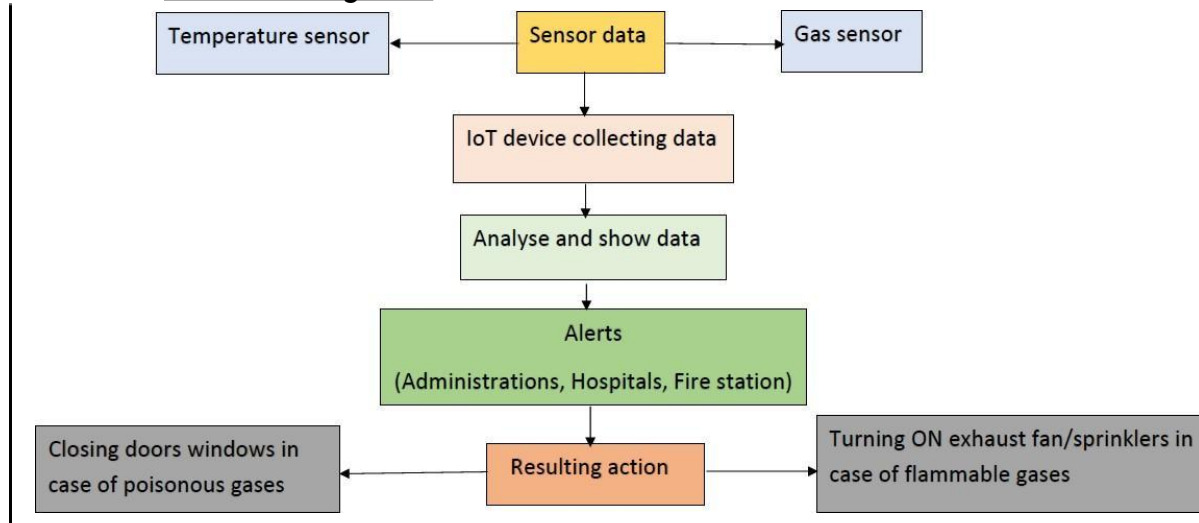 Temperature sensor
Sensor data
Gas sensor
IoT device collecting data
Analyse and show data
Alerts
(Administrations, Hospitals, Fire station)
Closing doors windows in
case of poisonous gases
Resulting action
Turning ON exhaust fan/sprinklers in
case of flammable gases